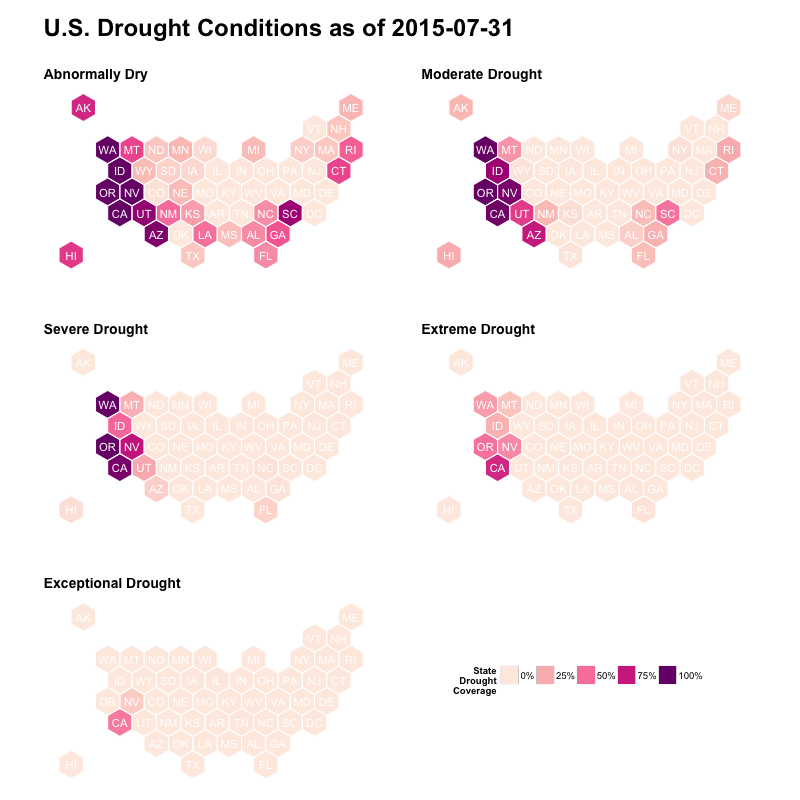 U.S. Drought Conditions as of 2015-07-31
Abnormally Dry
AK ME
VT NH
WA MT ND MN WI MI NY MA RI
ID WY SD IA IL IN OH PA NJ CT
OR NV CO NE MO KY WV VA MD DE
CA UT NM KS AR TN NC SC DC
AZ OK LA MS AL GA
HI TX FL
Moderate Drought
AK ME
VT NH
WA MT ND MN WI MI NY MA RI
ID WY SD IA IL IN OH PA NJ CT
OR NV CO NE MO KY WV VA MD DE
CA UT NM KS AR TN NC SC DC
AZ OK LA MS AL GA
HI TX FL
Severe Drought
AK ME
VT NH
WA MT ND MN WI MI NY MA RI
ID WY SD IA IL IN OH PA NJ CT
OR NV CO NE MO KY WV VA MD DE
CA UT NM KS AR TN NC SC DC
AZ OK LA MS AL GA
HI TX FL
Extreme Drought
AK ME
VT NH
WA MT ND MN WI MI NY MA RI
ID WY SD IA IL IN OH PA NJ CT
OR NV CO NE MO KY WV VA MD DE
CA UT NM KS AR TN NC SC DC
AZ OK LA MS AL GA
HI TX FL
Exceptional Drought
AK ME
VT NH
WA MT ND MN WI MI NY MA RI
ID WY SD IA IL IN OH PA NJ CT
OR NV CO NE MO KY WV VA MD DE
CA UT NM KS AR TN NC SC DC
AZ OK LA MS AL GA
HI TX FL
State
Drought
Coverage
0% 25% 50% 75% 100%